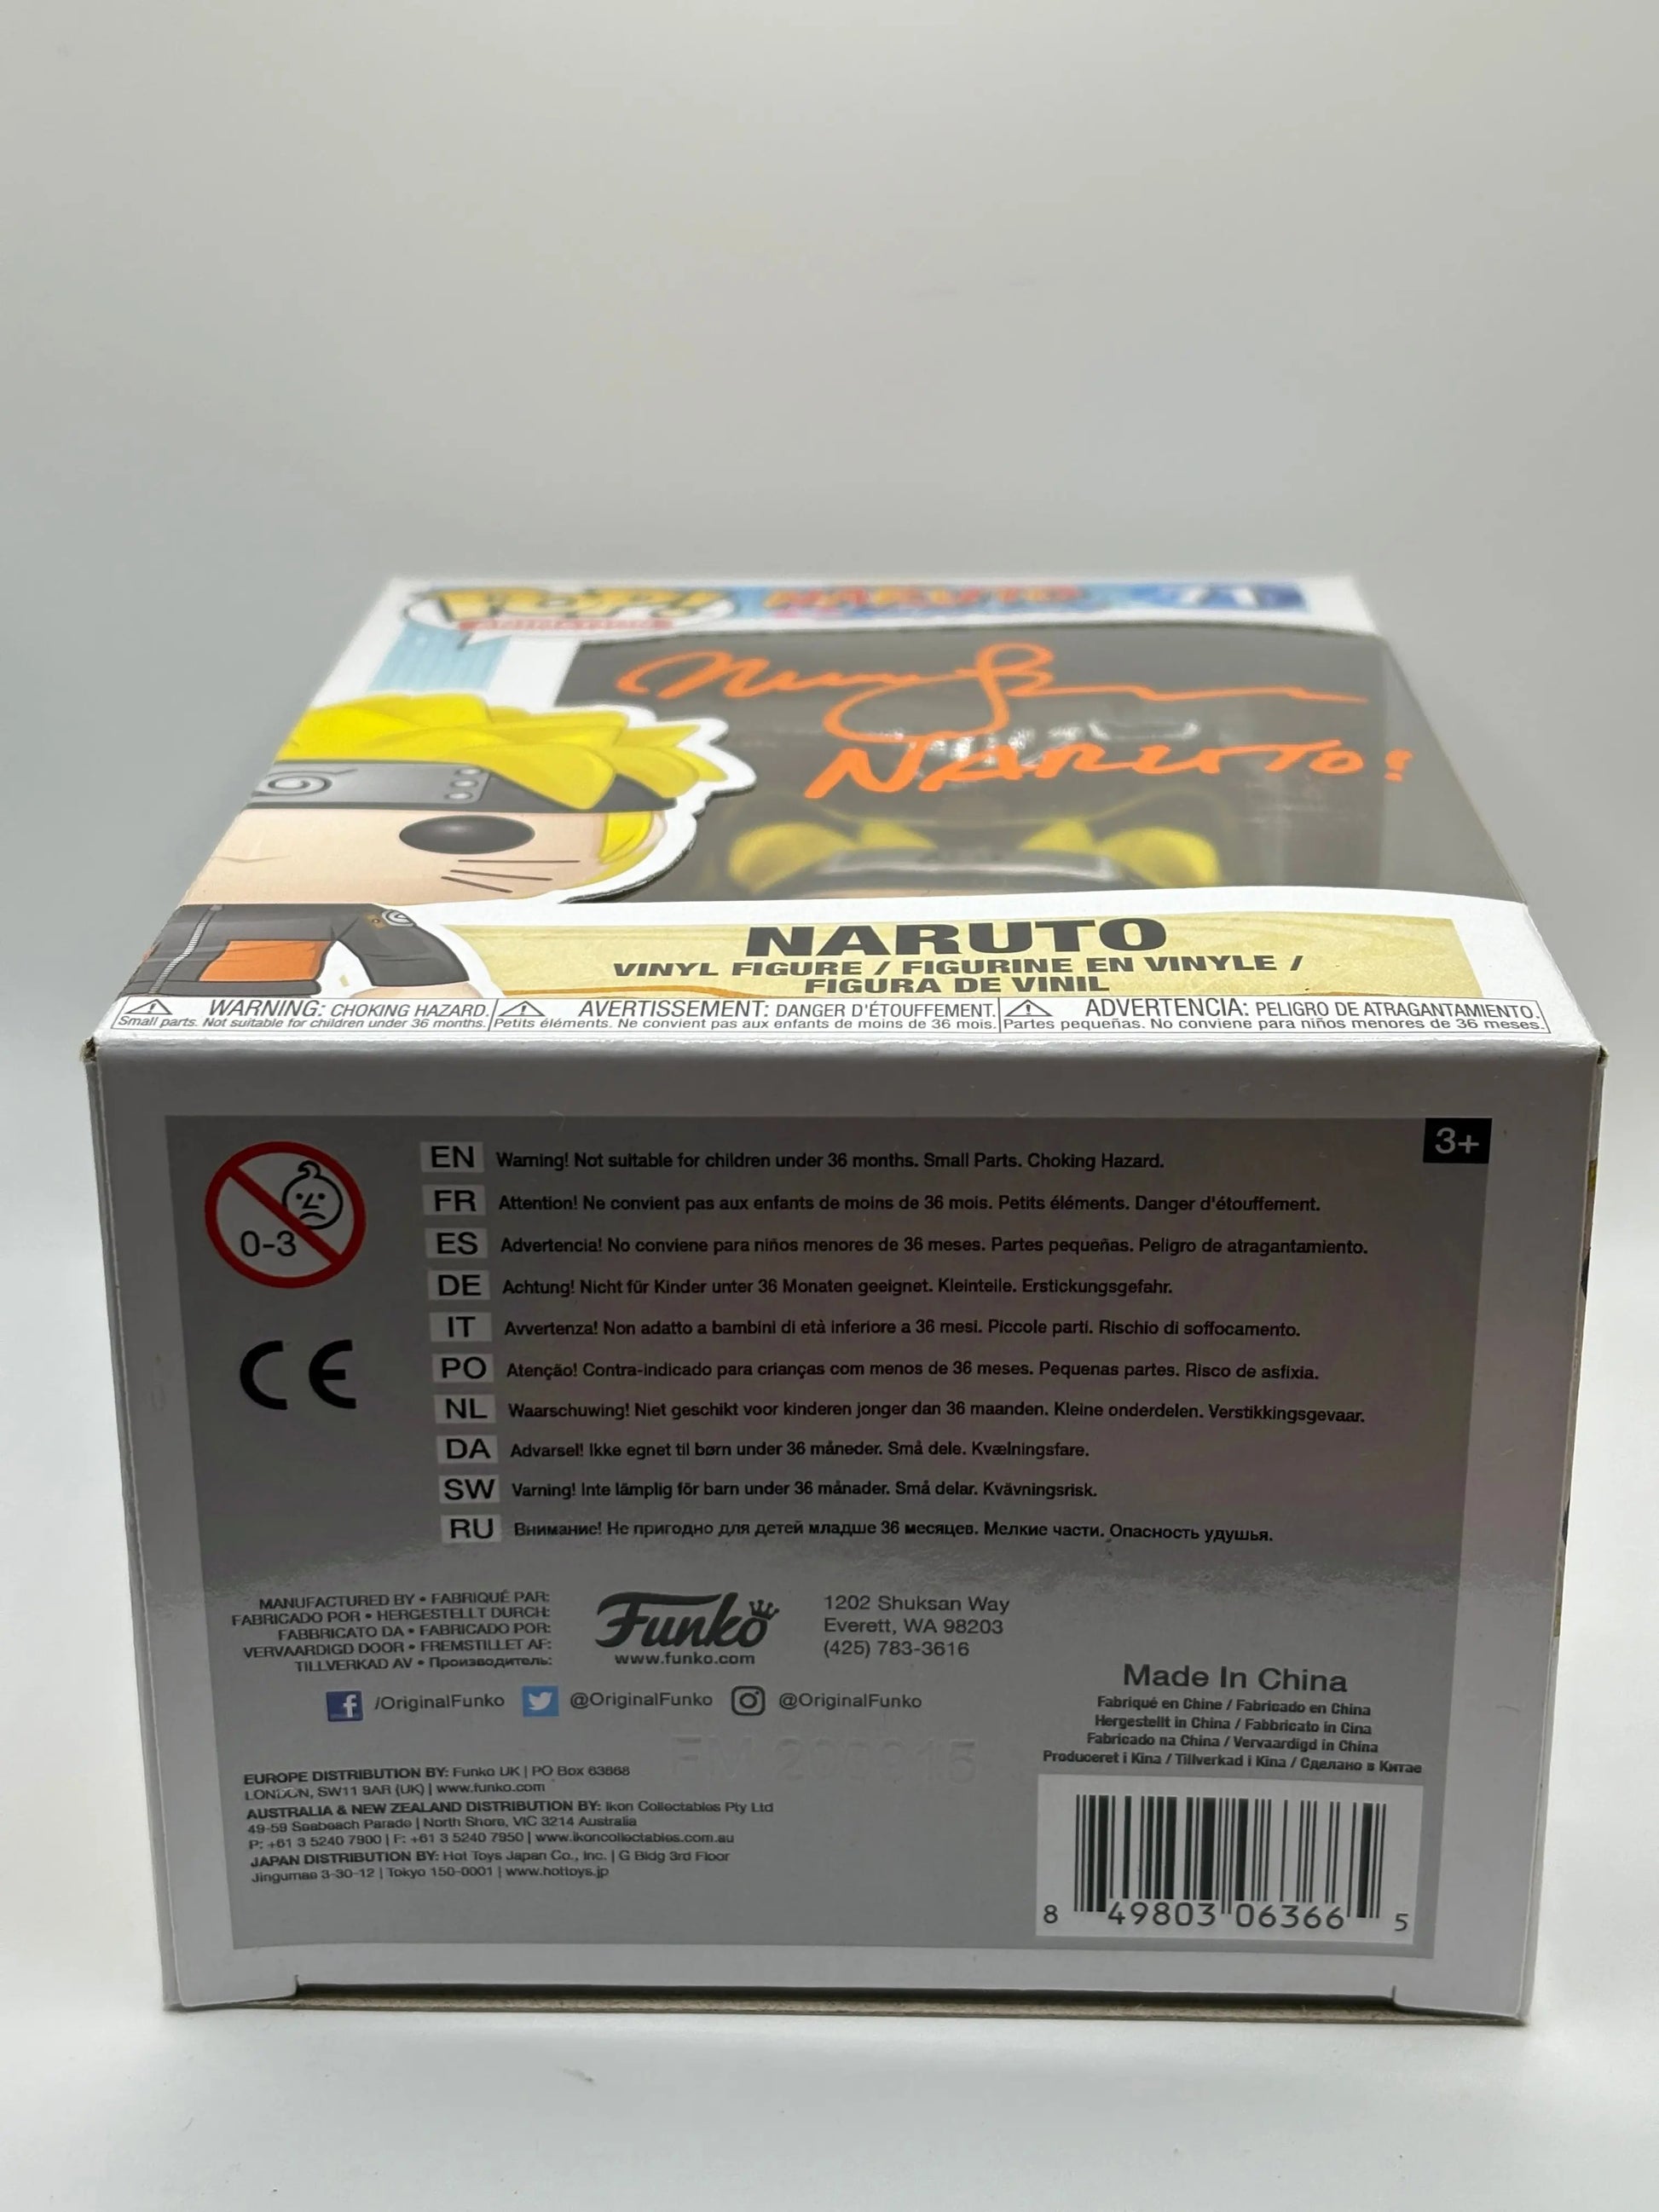 POP!
ANIMATION
NARUTO
71
NARUTO!
NARUTO
VINYL FIGURE / FIGURINE EN VINYLE /
FIGURA DE VINIL
WARNING: CHOKING HAZARD.
Small parts. Not suitable for children under 36 months.
AVERTISSEMENT: DANGER D'ÉTOUFFEMENT.
Petits éléments. Ne convient pas aux enfants de moins de 36 mois.
ADVERTENCIA: PELIGRO DE ATRAGANTAMIENTO.
Partes pequeñas. No conviene para niños menores de 36 meses.
3+
0-3
EN Warning! Not suitable for children under 36 months. Small Parts. Choking Hazard.
FR Attention! Ne convient pas aux enfants de moins de 36 mois. Petits éléments. Danger d'étouffement.
ES Advertencia! No conviene para niños menores de 36 meses. Partes pequeñas. Peligro de atragantamiento.
DE Achtung! Nicht für Kinder unter 36 Monaten geeignet. Kleinteile. Erstickungsgefahr.
IT Avvertenza! Non adatto a bambini di età inferiore a 36 mesi. Piccole parti. Rischio di soffocamento.
PO Atenção! Contra-indicado para crianças com menos de 36 meses. Pequenas partes. Risco de asfixia.
NL Waarschuwing! Niet geschikt voor kinderen jonger dan 36 maanden. Kleine onderdelen. Verstikkingsgevaar.
DA Advarsel! Ikke egnet til børn under 36 måneder. Små dele. Kvælningsfare.
SW Varning! Inte lämplig för barn under 36 månader. Små delar. Kvävningsrisk.
RU Внимание! Не пригодно для детей младше 36 месяцев. Мелкие части. Опасность удушья.
CE
MANUFACTURED BY • FABRIQUÉ PAR:
FABRICADO POR • HERGESTELLT DURCH:
FABBRICATO DA • FABRICADO POR:
VERVAARDIGD DOOR • FREMSTILLET AF:
TILLVERKAD AV • Производитель:
Funko
www.funko.com
1202 Shuksan Way
Everett, WA 98203
(425) 783-3616
/OriginalFunko @OriginalFunko @OriginalFunko
Made In China
Fabriqué en Chine / Fabricado en China
Hergestellt in China / Fabbricato in Cina
Fabricado na China / Vervaardigd in China
Produceret i Kina / Tillverkad i Kina / Сделано в Китае
FM 200915
EUROPE DISTRIBUTION BY: Funko UK | PO Box 63868
LONDON, SW11 9AR (UK) | www.funko.com
AUSTRALIA & NEW ZEALAND DISTRIBUTION BY: Ikon Collectables Pty Ltd
49-59 Seabeach Parade | North Shore, VIC 3214 Australia
P: +61 3 5240 7900 | F: +61 3 5240 7950 | www.ikoncollectables.com.au
JAPAN DISTRIBUTION BY: Hot Toys Japan Co., Inc. | G Bldg 3rd Floor
Jingumae 3-30-12 | Tokyo 150-0001 | www.hottoys.jp
8 49803 06366 5